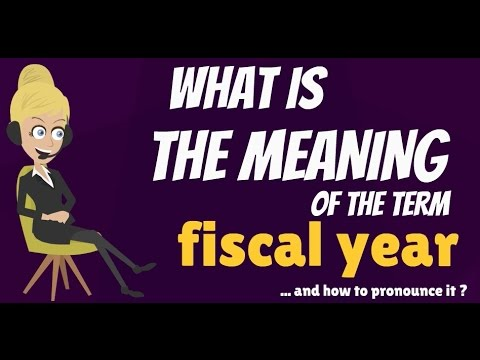 WHAT IS
THE MEANING
OF THE TERM
fiscal year
... and how to pronounce it ?